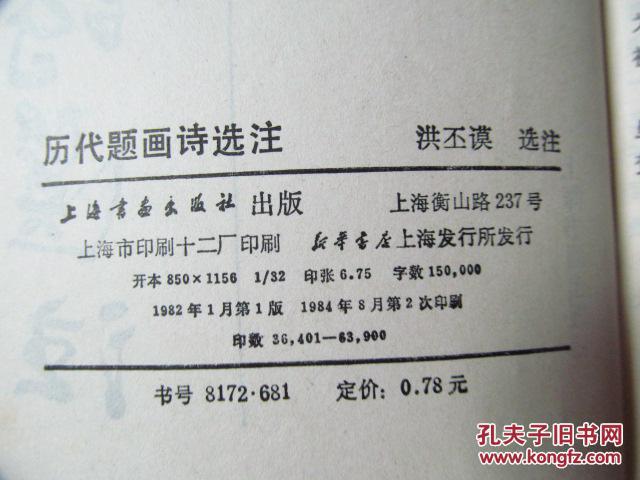 历代题画诗选注 洪丕谟 选注
上海书画出版社 出版 上海衡山路237号
上海市印刷十二厂印刷 新华书店上海发行所发行
开本 850×1156 1/32 印张 6.75 字数 150,000
1982年1月第1版 1984年8月第2次印刷
印数 36,401—63,900
书号 8172·681 定价：0.78元
孔夫子旧书网
www.kongfz.com